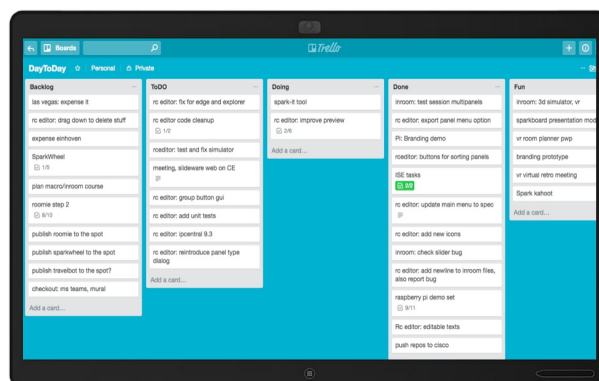 Boards
Trello
DayToDay
Personal
Private
Backlog
las vegas: expense it
rc editor: drag down to delete stuff
expense einhoven
SparkWheel
1/5
plan macro/inroom course
roomie step 2
6/10
publish roomie to the spot
publish sparkwheel to the spot
publish travelbot to the spot?
checkout: ms teams, mural
Add a card...
ToDO
rc editor: fix for edge and explorer
rc editor code cleanup
1/2
rceditor: test and fix simulator
meeting, slideware web on CE
rc editor: group button gui
rc editor: add unit tests
rc editor: ipcentral 9.3
rc editor: reintroduce panel type
dialog
Add a card...
Doing
spark-it tool
rc editor: improve preview
2/6
Add a card...
Done
inroom: test session multipanels
rc editor: export panel menu option
Pi: Branding demo
rceditor: buttons for sorting panels
ISE tasks
rc editor: update main menu to spec
rc editor: add new icons
inroom: check slider bug
rc editor: add newline to inroom files,
also report bug
raspberry pi demo set
9/11
Rc editor: editable texts
push repos to cisco
Fun
inroom: 3d simulator, vr
sparkboard presentation mod
vr room planner pwp
branding prototype
vr virtual retro meeting
Spark kahoot
Add a card...